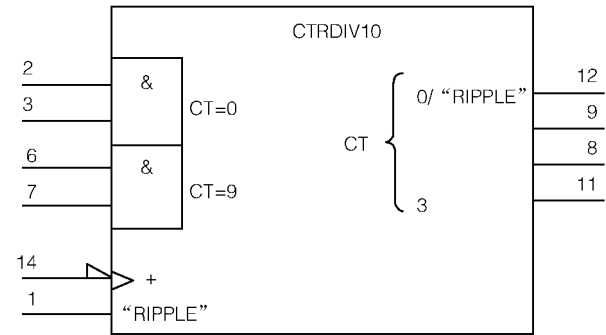 CTRDIV10
2
&
3
CT=0
6
&
7
CT=9
14
+
1
“RIPPLE”
CT
0/ “RIPPLE”
3
12
9
8
11